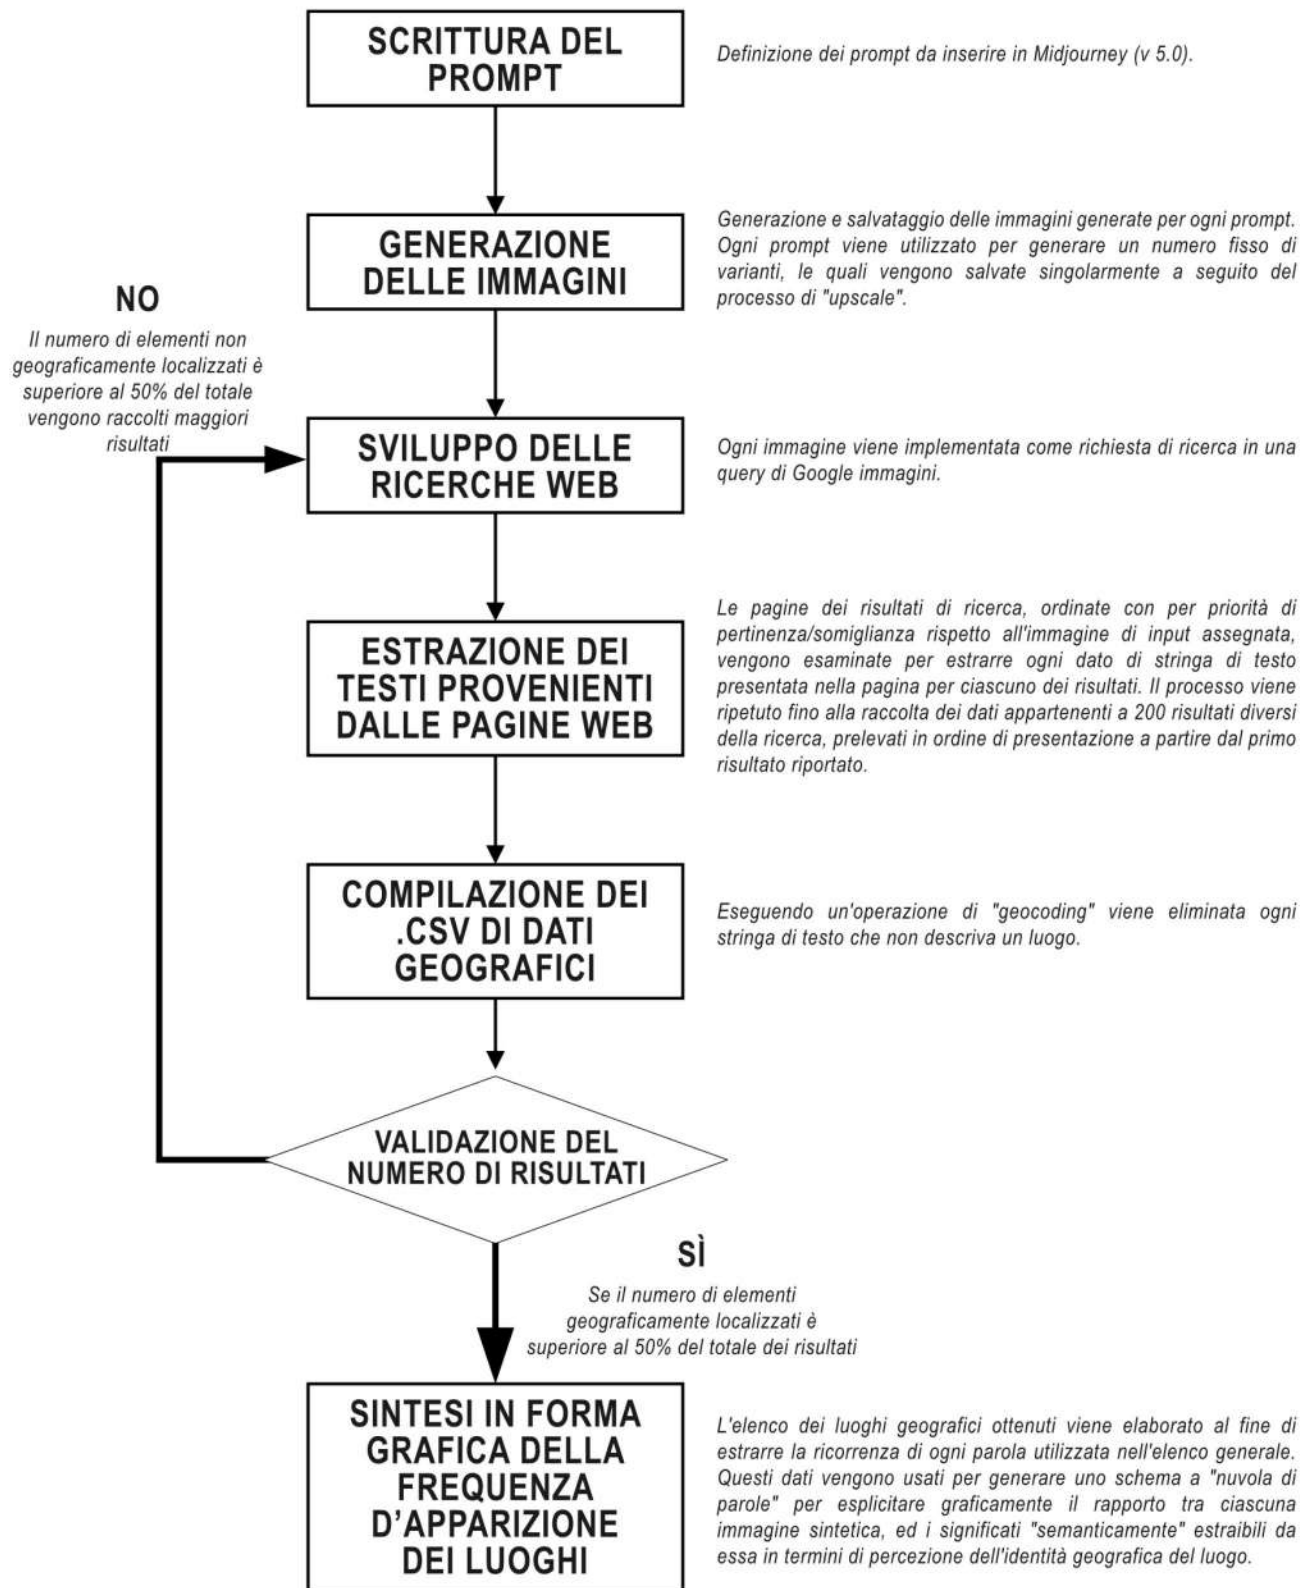 SCRITTURA DEL
PROMPT
Definizione dei prompt da inserire in Midjourney (v 5.0).
GENERAZIONE
DELLE IMMAGINI
Generazione e salvataggio delle immagini generate per ogni prompt.
Ogni prompt viene utilizzato per generare un numero fisso di
varianti, le quali vengono salvate singolarmente a seguito del
processo di "upscale".
NO
Il numero di elementi non
geograficamente localizzati è
superiore al 50% del totale
vengono raccolti maggiori
risultati
SVILUPPO DELLE
RICERCHE WEB
Ogni immagine viene implementata come richiesta di ricerca in una
query di Google immagini.
ESTRAZIONE DEI
TESTI PROVENIENTI
DALLE PAGINE WEB
Le pagine dei risultati di ricerca, ordinate con per priorità di
pertinenza/somiglianza rispetto all'immagine di input assegnata,
vengono esaminate per estrarre ogni dato di stringa di testo
presentata nella pagina per ciascuno dei risultati. Il processo viene
ripetuto fino alla raccolta dei dati appartenenti a 200 risultati diversi
della ricerca, prelevati in ordine di presentazione a partire dal primo
risultato riportato.
COMPILAZIONE DEI
.CSV DI DATI
GEOGRAFICI
Eseguendo un'operazione di "geocoding" viene eliminata ogni
stringa di testo che non descriva un luogo.
VALIDAZIONE DEL
NUMERO DI RISULTATI
SÌ
Se il numero di elementi
geograficamente localizzati è
superiore al 50% del totale dei risultati
SINTESI IN FORMA
GRAFICA DELLA
FREQUENZA
D’APPARIZIONE
DEI LUOGHI
L'elenco dei luoghi geografici ottenuti viene elaborato al fine di
estrarre la ricorrenza di ogni parola utilizzata nell'elenco generale.
Questi dati vengono usati per generare uno schema a "nuvola di
parole" per esplicitare graficamente il rapporto tra ciascuna
immagine sintetica, ed i significati "semanticamente" estraibili da
essa in termini di percezione dell'identità geografica del luogo.